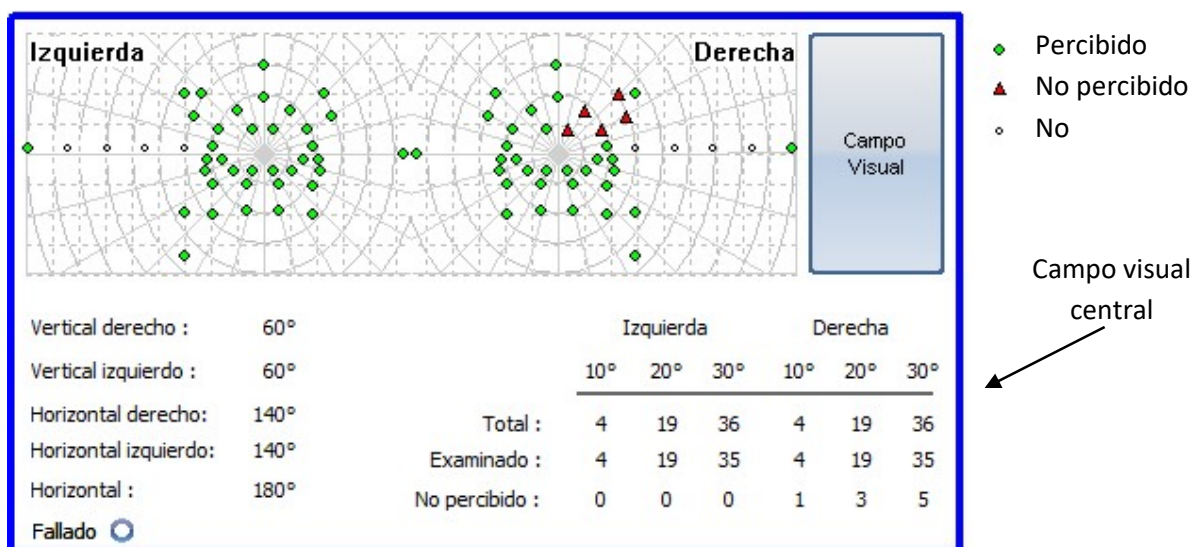 Izquierda
Derecha
Campo
Visual
Percibido
No percibido
No
Campo visual
central
Vertical derecho : 60°
Vertical izquierdo : 60°
Horizontal derecho: 140°
Horizontal izquierdo: 140°
Horizontal : 180°
Fallado
Izquierda Derecha
10° 20° 30° 10° 20° 30°
Total : 4 19 36 4 19 36
Examinado : 4 19 35 4 19 35
No percibido : 0 0 0 1 3 5